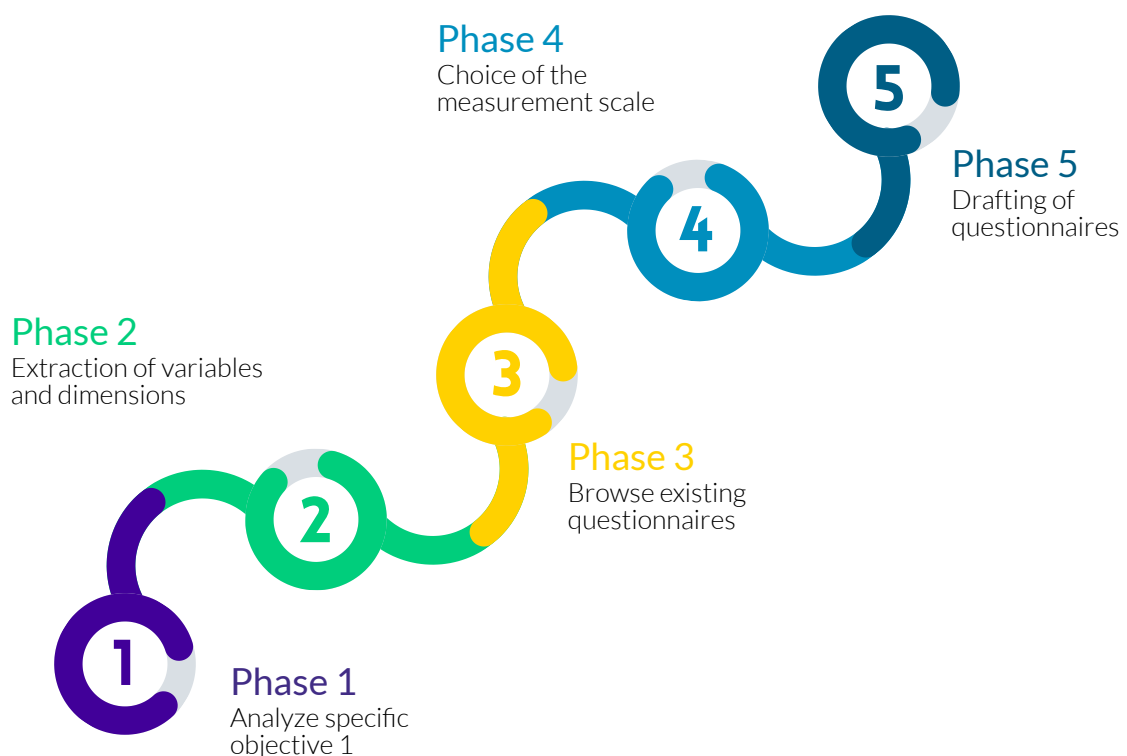 Phase 4
Choice of the
measurement scale
5
Phase 5
Drafting of
questionnaires
4
Phase 2
Extraction of variables
and dimensions
3
Phase 3
Browse existing
questionnaires
2
1
Phase 1
Analyze specific
objective 1